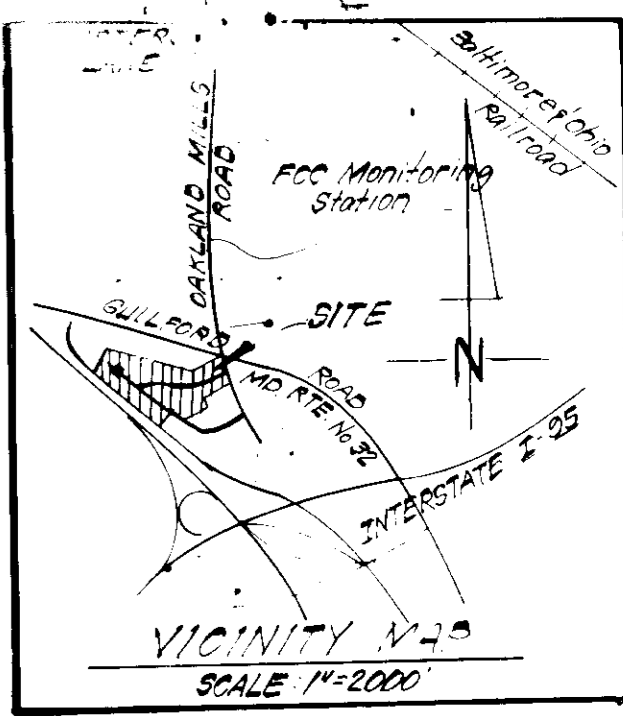 Baltimore & Ohio
Railroad
OAKLAND MILLS
ROAD
FCC Monitoring
Station
GUILFORD
ROAD
SITE
MD. RTE. No 32
N
INTERSTATE I-95
VICINITY MAP
SCALE: 1"=2000'